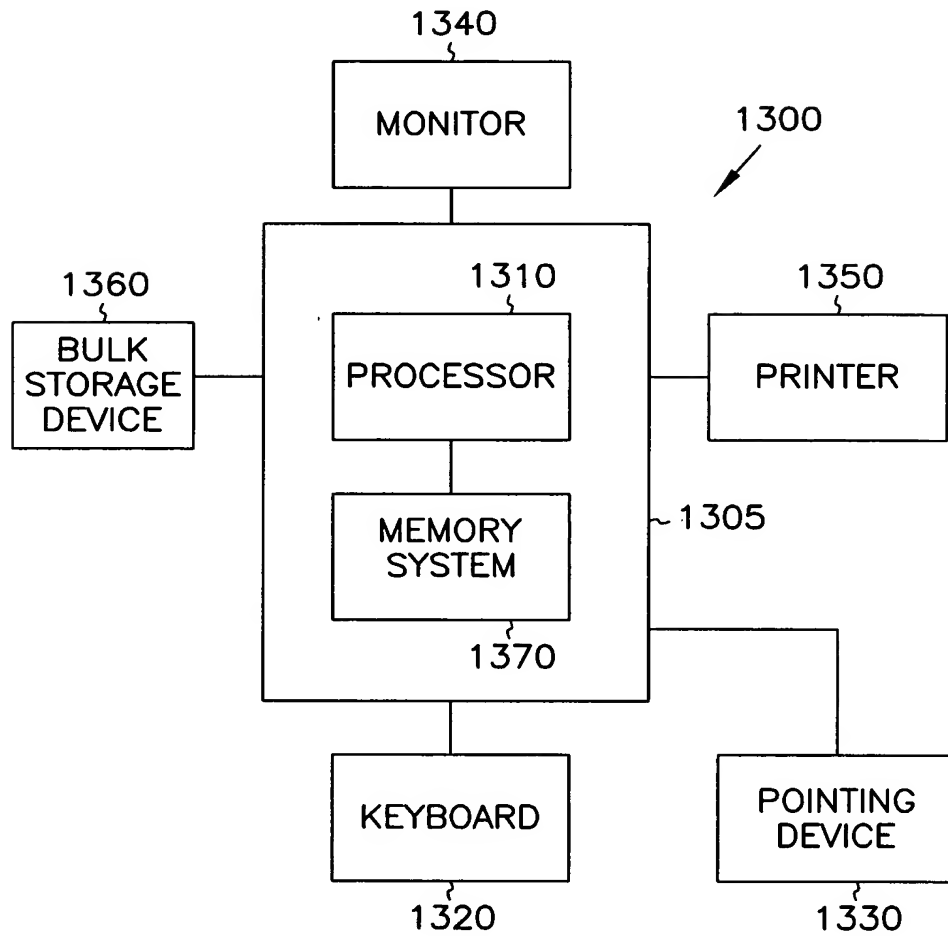 1340
MONITOR
1300
1360
BULK
STORAGE
DEVICE
1310
PROCESSOR
1350
PRINTER
MEMORY
SYSTEM
1305
1370
KEYBOARD
1320
POINTING
DEVICE
1330